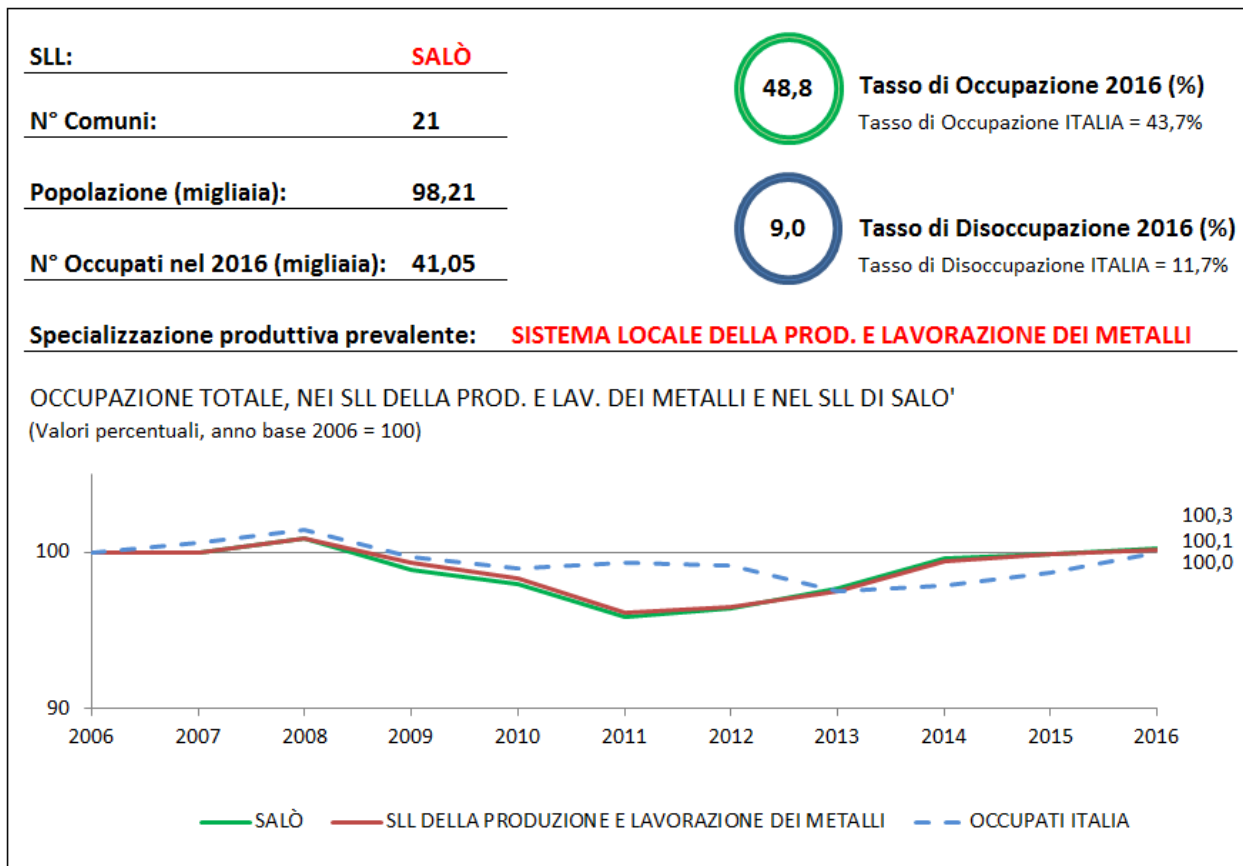 SLL: SALÒ
N° Comuni: 21
Popolazione (migliaia): 98,21
N° Occupati nel 2016 (migliaia): 41,05
48,8 Tasso di Occupazione 2016 (%)
Tasso di Occupazione ITALIA = 43,7%
9,0 Tasso di Disoccupazione 2016 (%)
Tasso di Disoccupazione ITALIA = 11,7%
Specializzazione produttiva prevalente: SISTEMA LOCALE DELLA PROD. E LAVORAZIONE DEI METALLI
OCCUPAZIONE TOTALE, NEI SLL DELLA PROD. E LAV. DEI METALLI E NEL SLL DI SALO'
(Valori percentuali, anno base 2006 = 100)
100
90
100,3
100,1
100,0
2006 2007 2008 2009 2010 2011 2012 2013 2014 2015 2016
SALÒ SLL DELLA PRODUZIONE E LAVORAZIONE DEI METALLI OCCUPATI ITALIA